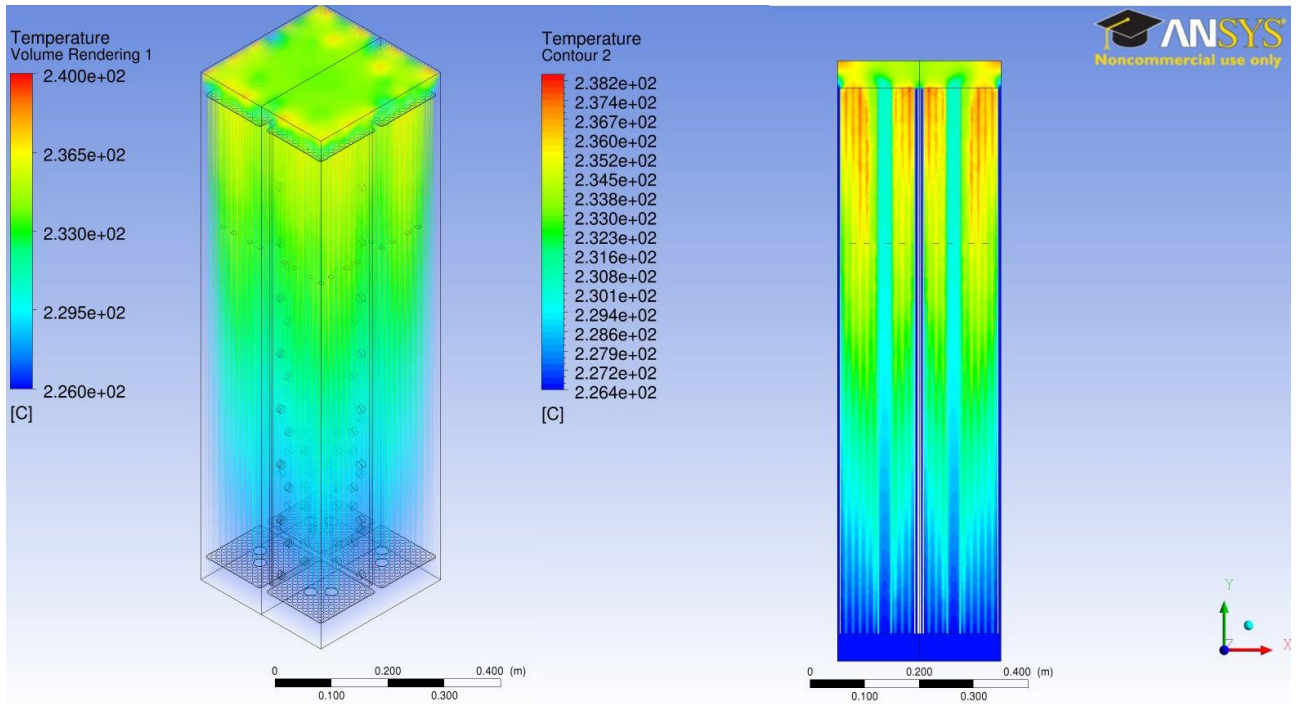 Temperature
Volume Rendering 1
2.400e+02
2.365e+02
2.330e+02
2.295e+02
2.260e+02
[C]
0 0.200 0.400 (m)
0.100 0.300
Temperature
Contour 2
2.382e+02
2.374e+02
2.367e+02
2.360e+02
2.352e+02
2.345e+02
2.338e+02
2.330e+02
2.323e+02
2.316e+02
2.308e+02
2.301e+02
2.294e+02
2.286e+02
2.279e+02
2.272e+02
2.264e+02
[C]
ANSYS
Noncommercial use only
0 0.200 0.400 (m)
0.100 0.300
Y
Z X